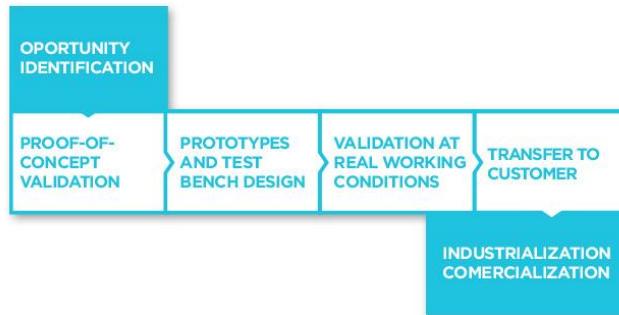 OPORTUNITY
IDENTIFICATION
PROOF-OF-
CONCEPT
VALIDATION
PROTOTYPES
AND TEST
BENCH DESIGN
VALIDATION AT
REAL WORKING
CONDITIONS
TRANSFER TO
CUSTOMER
INDUSTRIALIZATION
COMERCIALIZATION